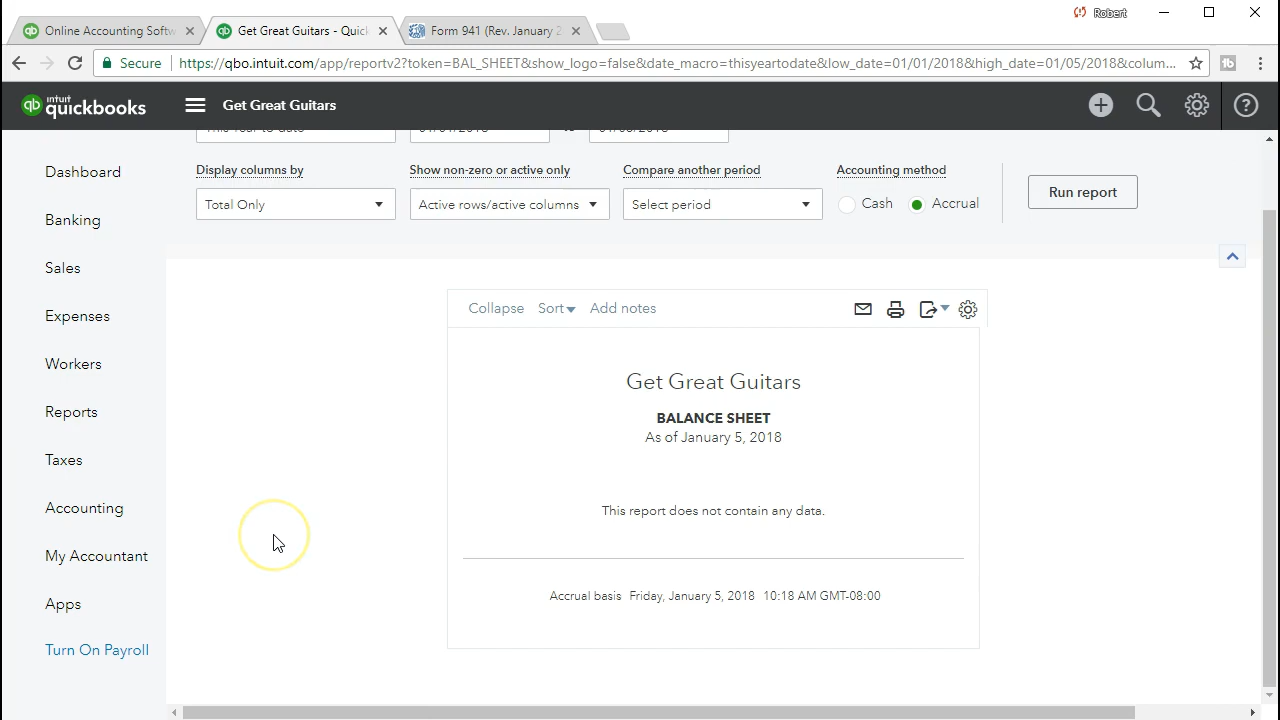 Robert
Online Accounting Softw
Get Great Guitars - Quick
Form 941 (Rev. January 2
Secure
https://qbo.intuit.com/app/reportv2?token=BAL_SHEET&show_logo=false&date_macro=thisyeartodate&low_date=01/01/2018&high_date=01/05/2018&colum...
intuit
quickbooks
Get Great Guitars
Dashboard
Banking
Sales
Expenses
Workers
Reports
Taxes
Accounting
My Accountant
Apps
Turn On Payroll
Display columns by
Show non-zero or active only
Compare another period
Accounting method
Total Only
Active rows/active columns
Select period
Cash
Accrual
Run report
Collapse
Sort
Add notes
Get Great Guitars
BALANCE SHEET
As of January 5, 2018
This report does not contain any data.
Accrual basis Friday, January 5, 2018 10:18 AM GMT-08:00